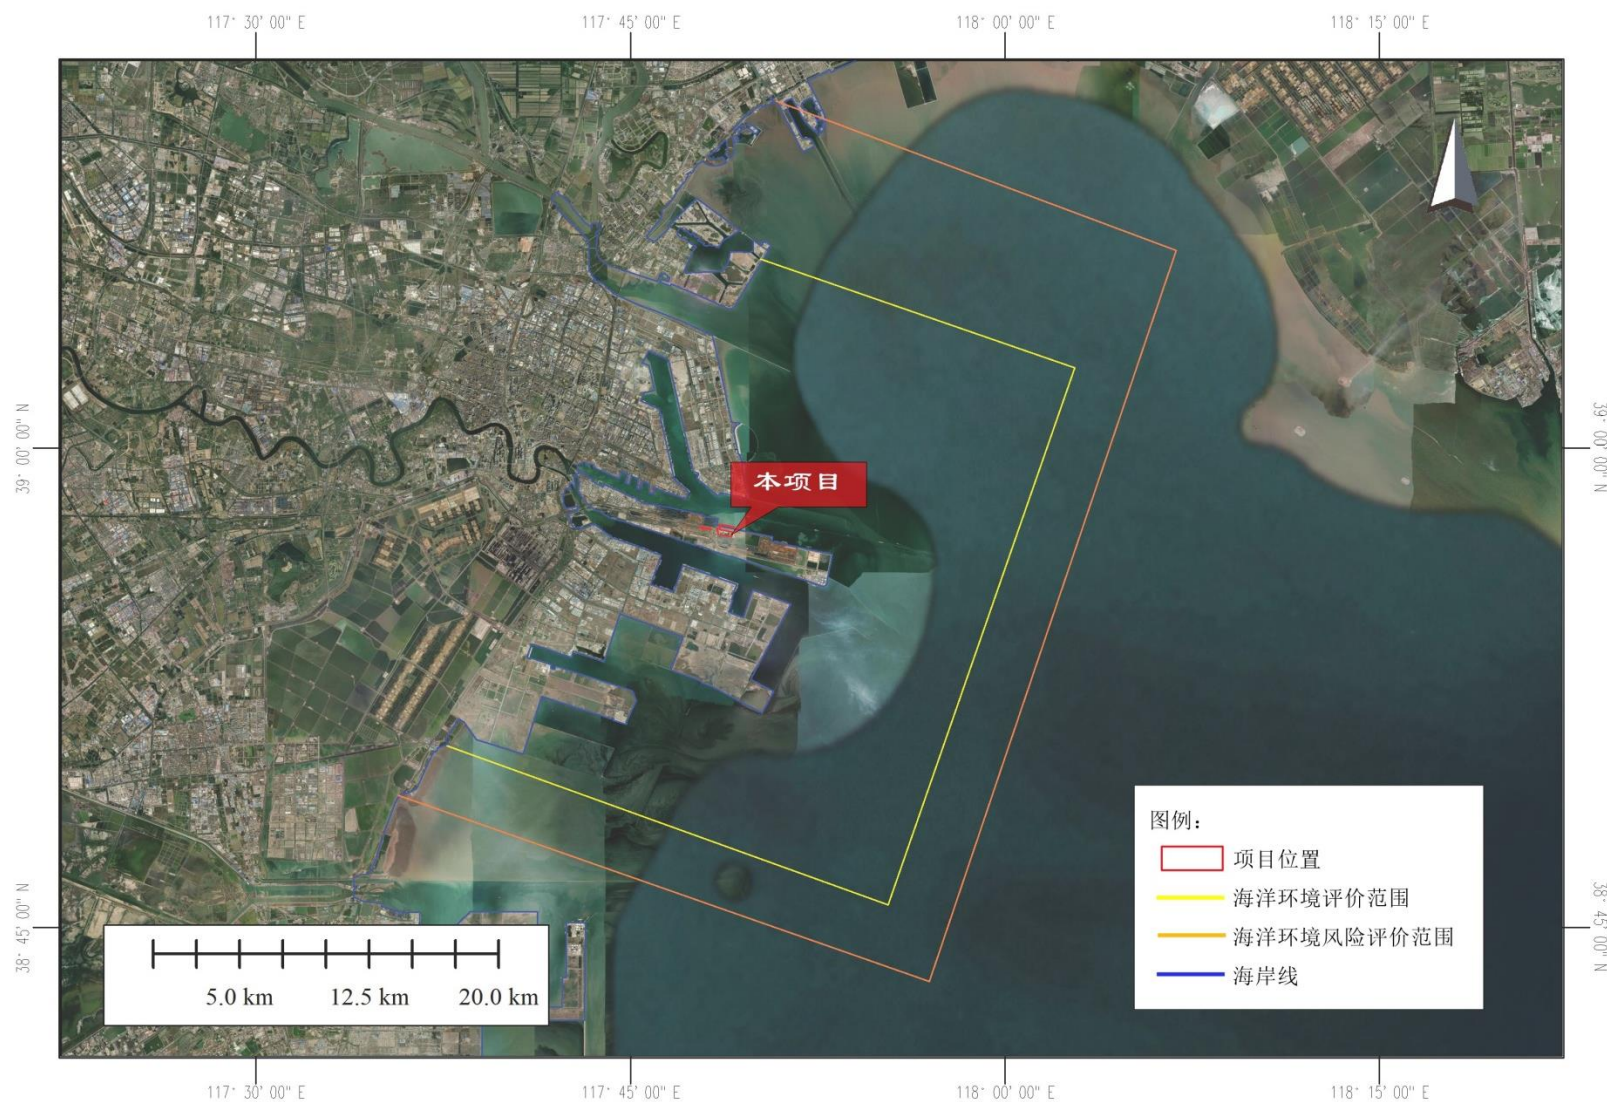 117° 30' 00" E
117° 45' 00" E
118° 00' 00" E
118° 15' 00" E
39° 00' 00" N
39° 00' 00" N
本项目
图例：
项目位置
海洋环境评价范围
海洋环境风险评价范围
海岸线
38° 45' 00" N
38° 45' 00" N
5.0 km
12.5 km
20.0 km
117° 30' 00" E
117° 45' 00" E
118° 00' 00" E
118° 15' 00" E